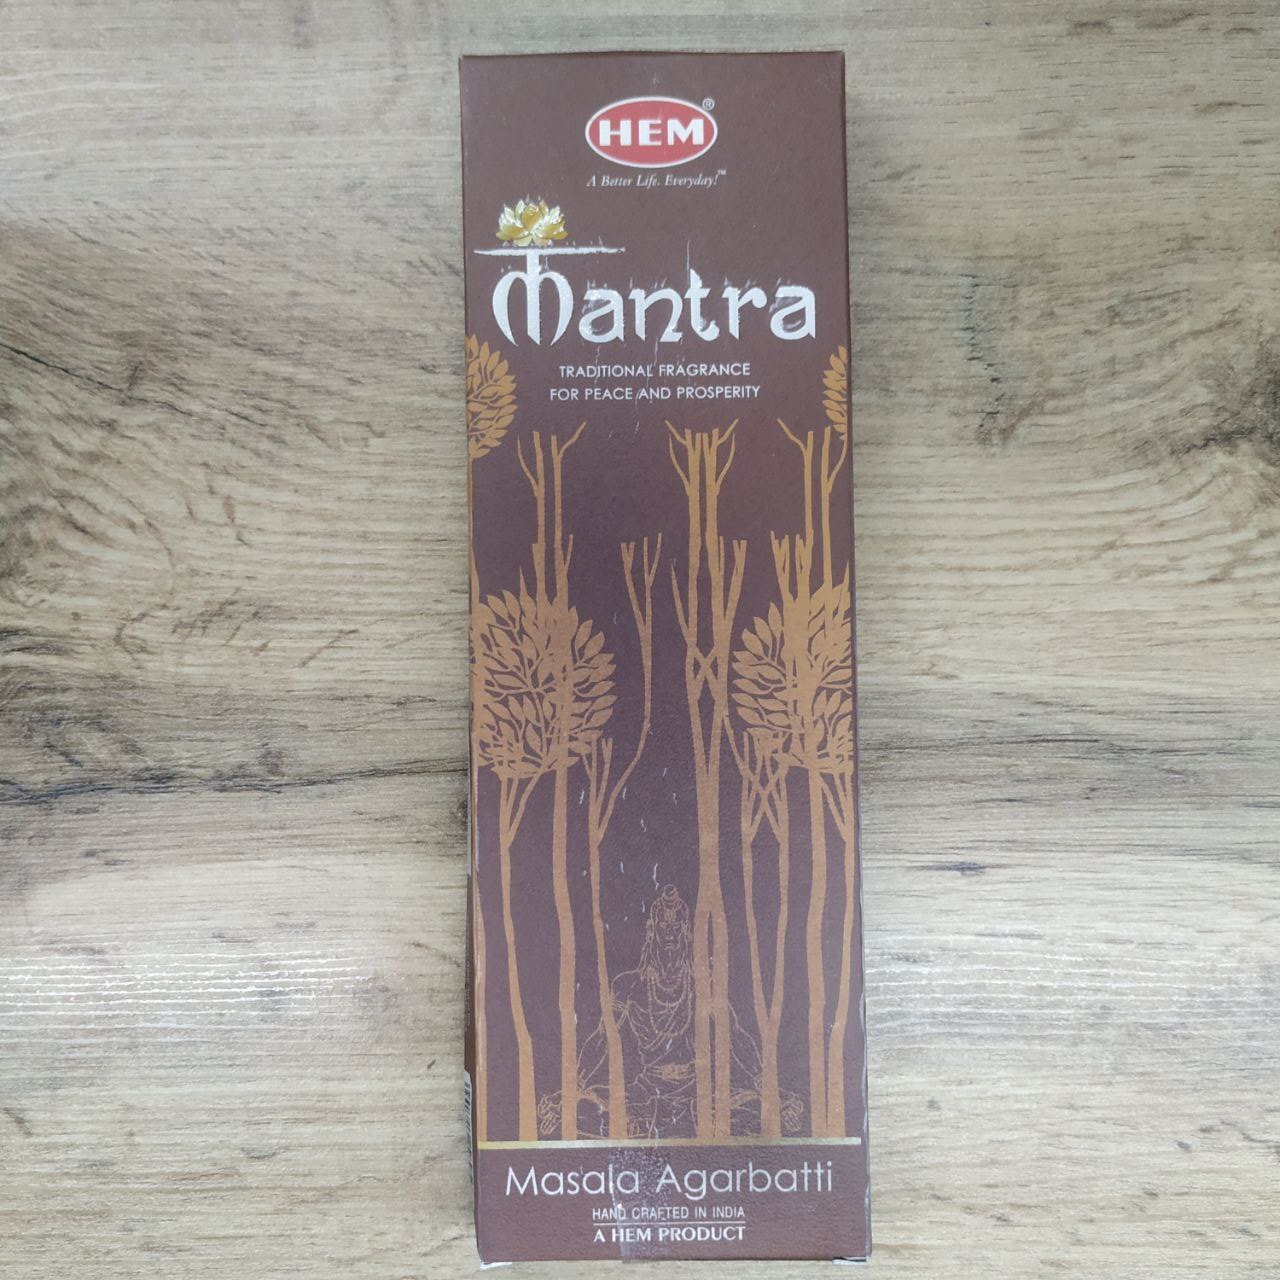 HEM®
A Better Life. Everyday!™
Mantra
TRADITIONAL FRAGRANCE
FOR PEACE AND PROSPERITY
Masala Agarbatti
HAND CRAFTED IN INDIA
A HEM PRODUCT